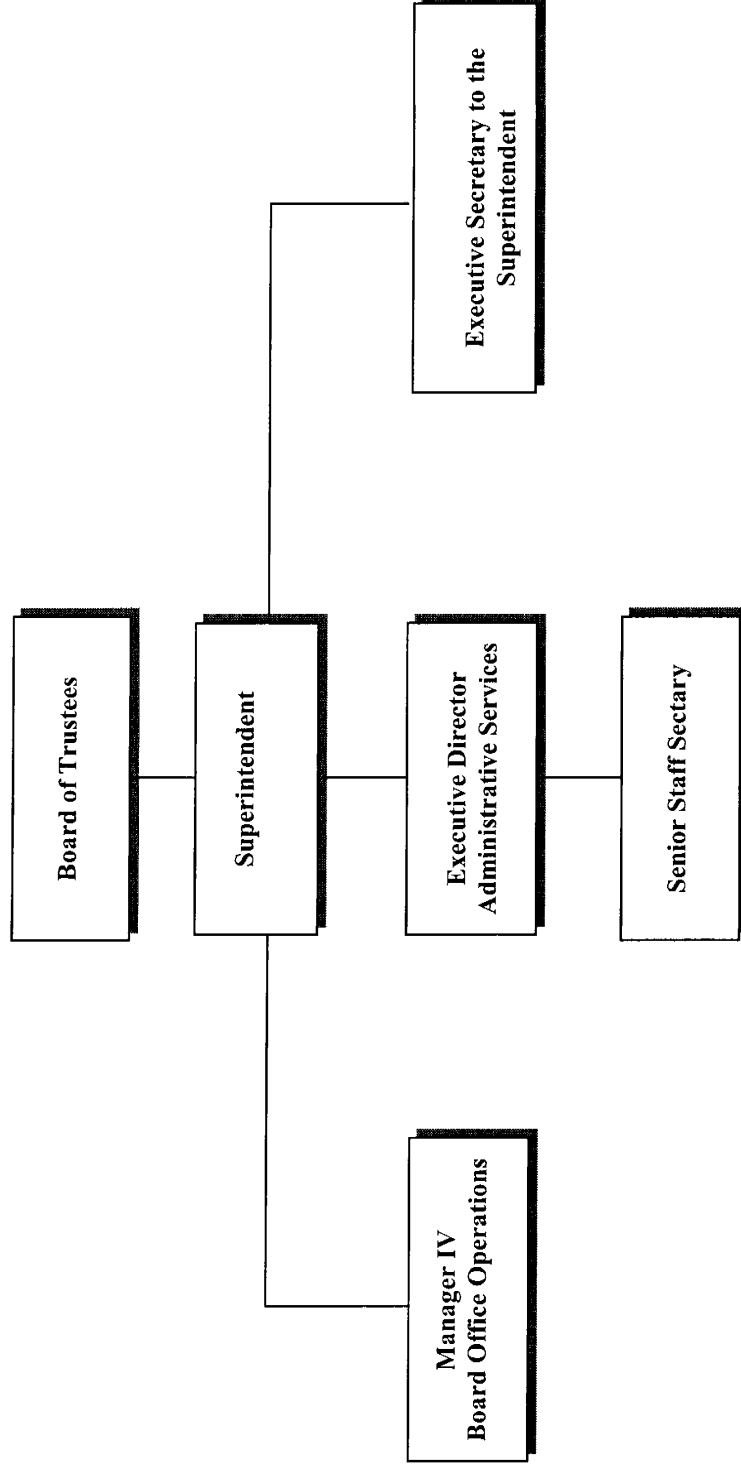 Board of Trustees
Superintendent
Manager IV
Board Office Operations
Executive Director
Administrative Services
Executive Secretary to the
Superintendent
Senior Staff Sectary